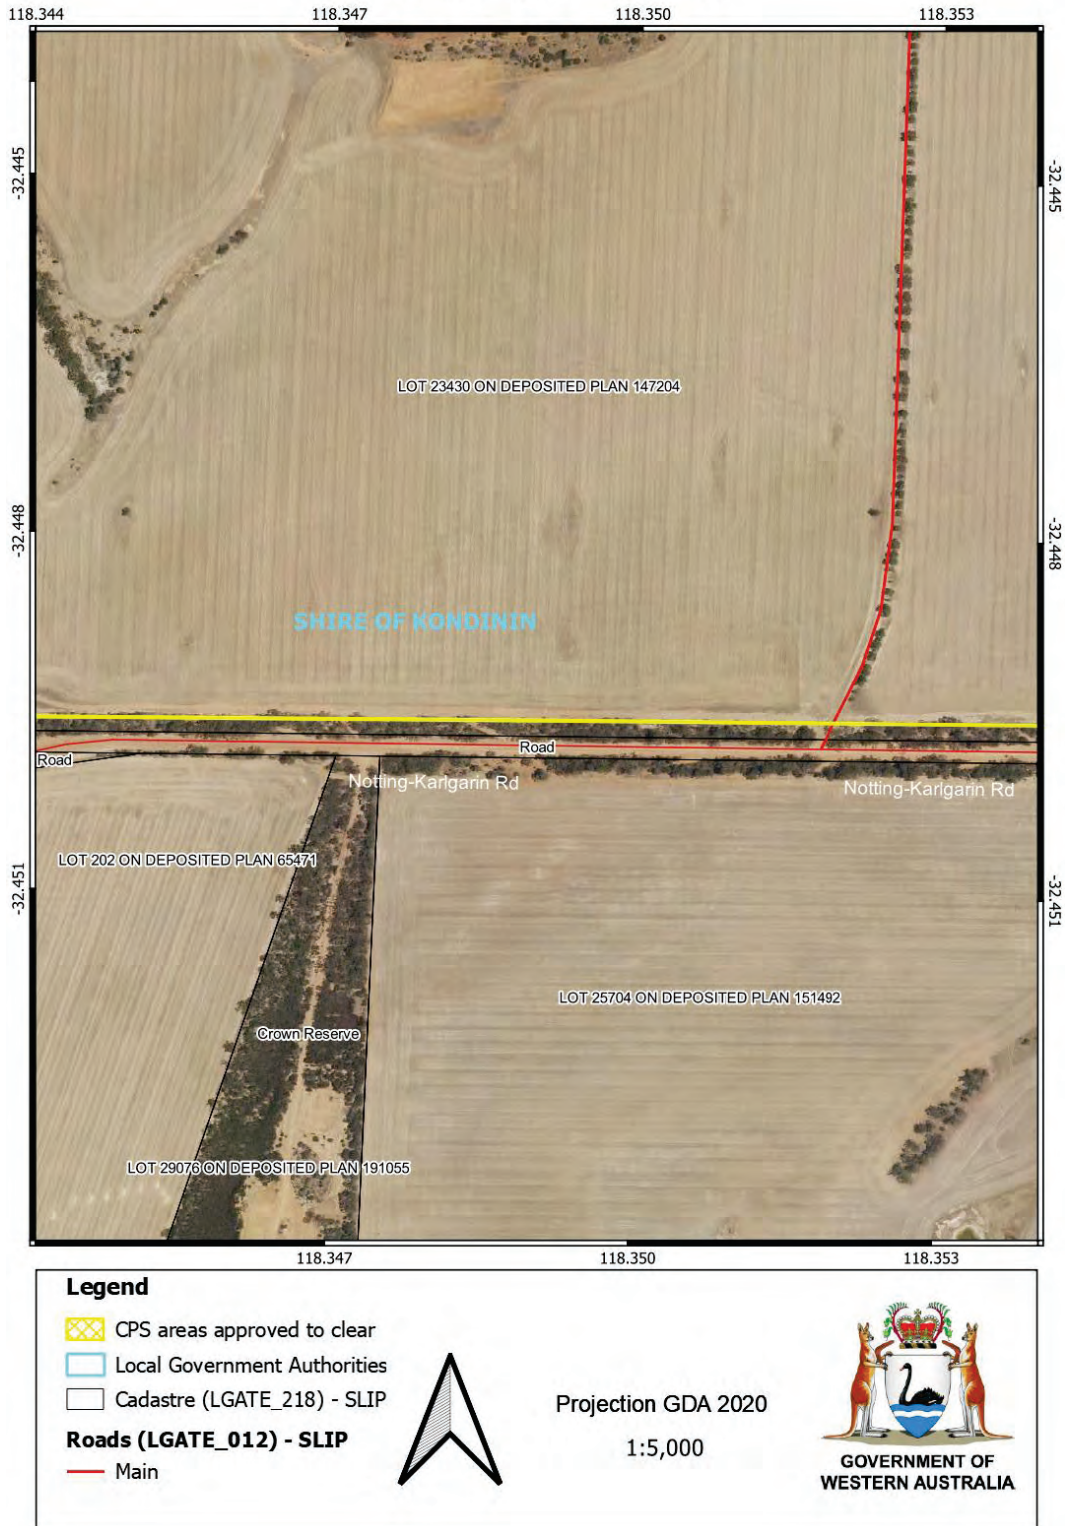 118.344
118.347
118.350
118.353
-32.445
-32.445
LOT 23430 ON DEPOSITED PLAN 147204
-32.448
-32.448
SHIRE OF KONDININ
Road
Road
Notting-Karlgarin Rd
Notting-Karlgarin Rd
LOT 202 ON DEPOSITED PLAN 65471
-32.451
-32.451
LOT 25704 ON DEPOSITED PLAN 151492
Crown Reserve
LOT 29076 ON DEPOSITED PLAN 191055
118.347
118.350
118.353
Legend
CPS areas approved to clear
Local Government Authorities
Cadastre (LGATE_218) - SLIP
Roads (LGATE_012) - SLIP
Main
Projection GDA 2020
1:5,000
GOVERNMENT OF
WESTERN AUSTRALIA